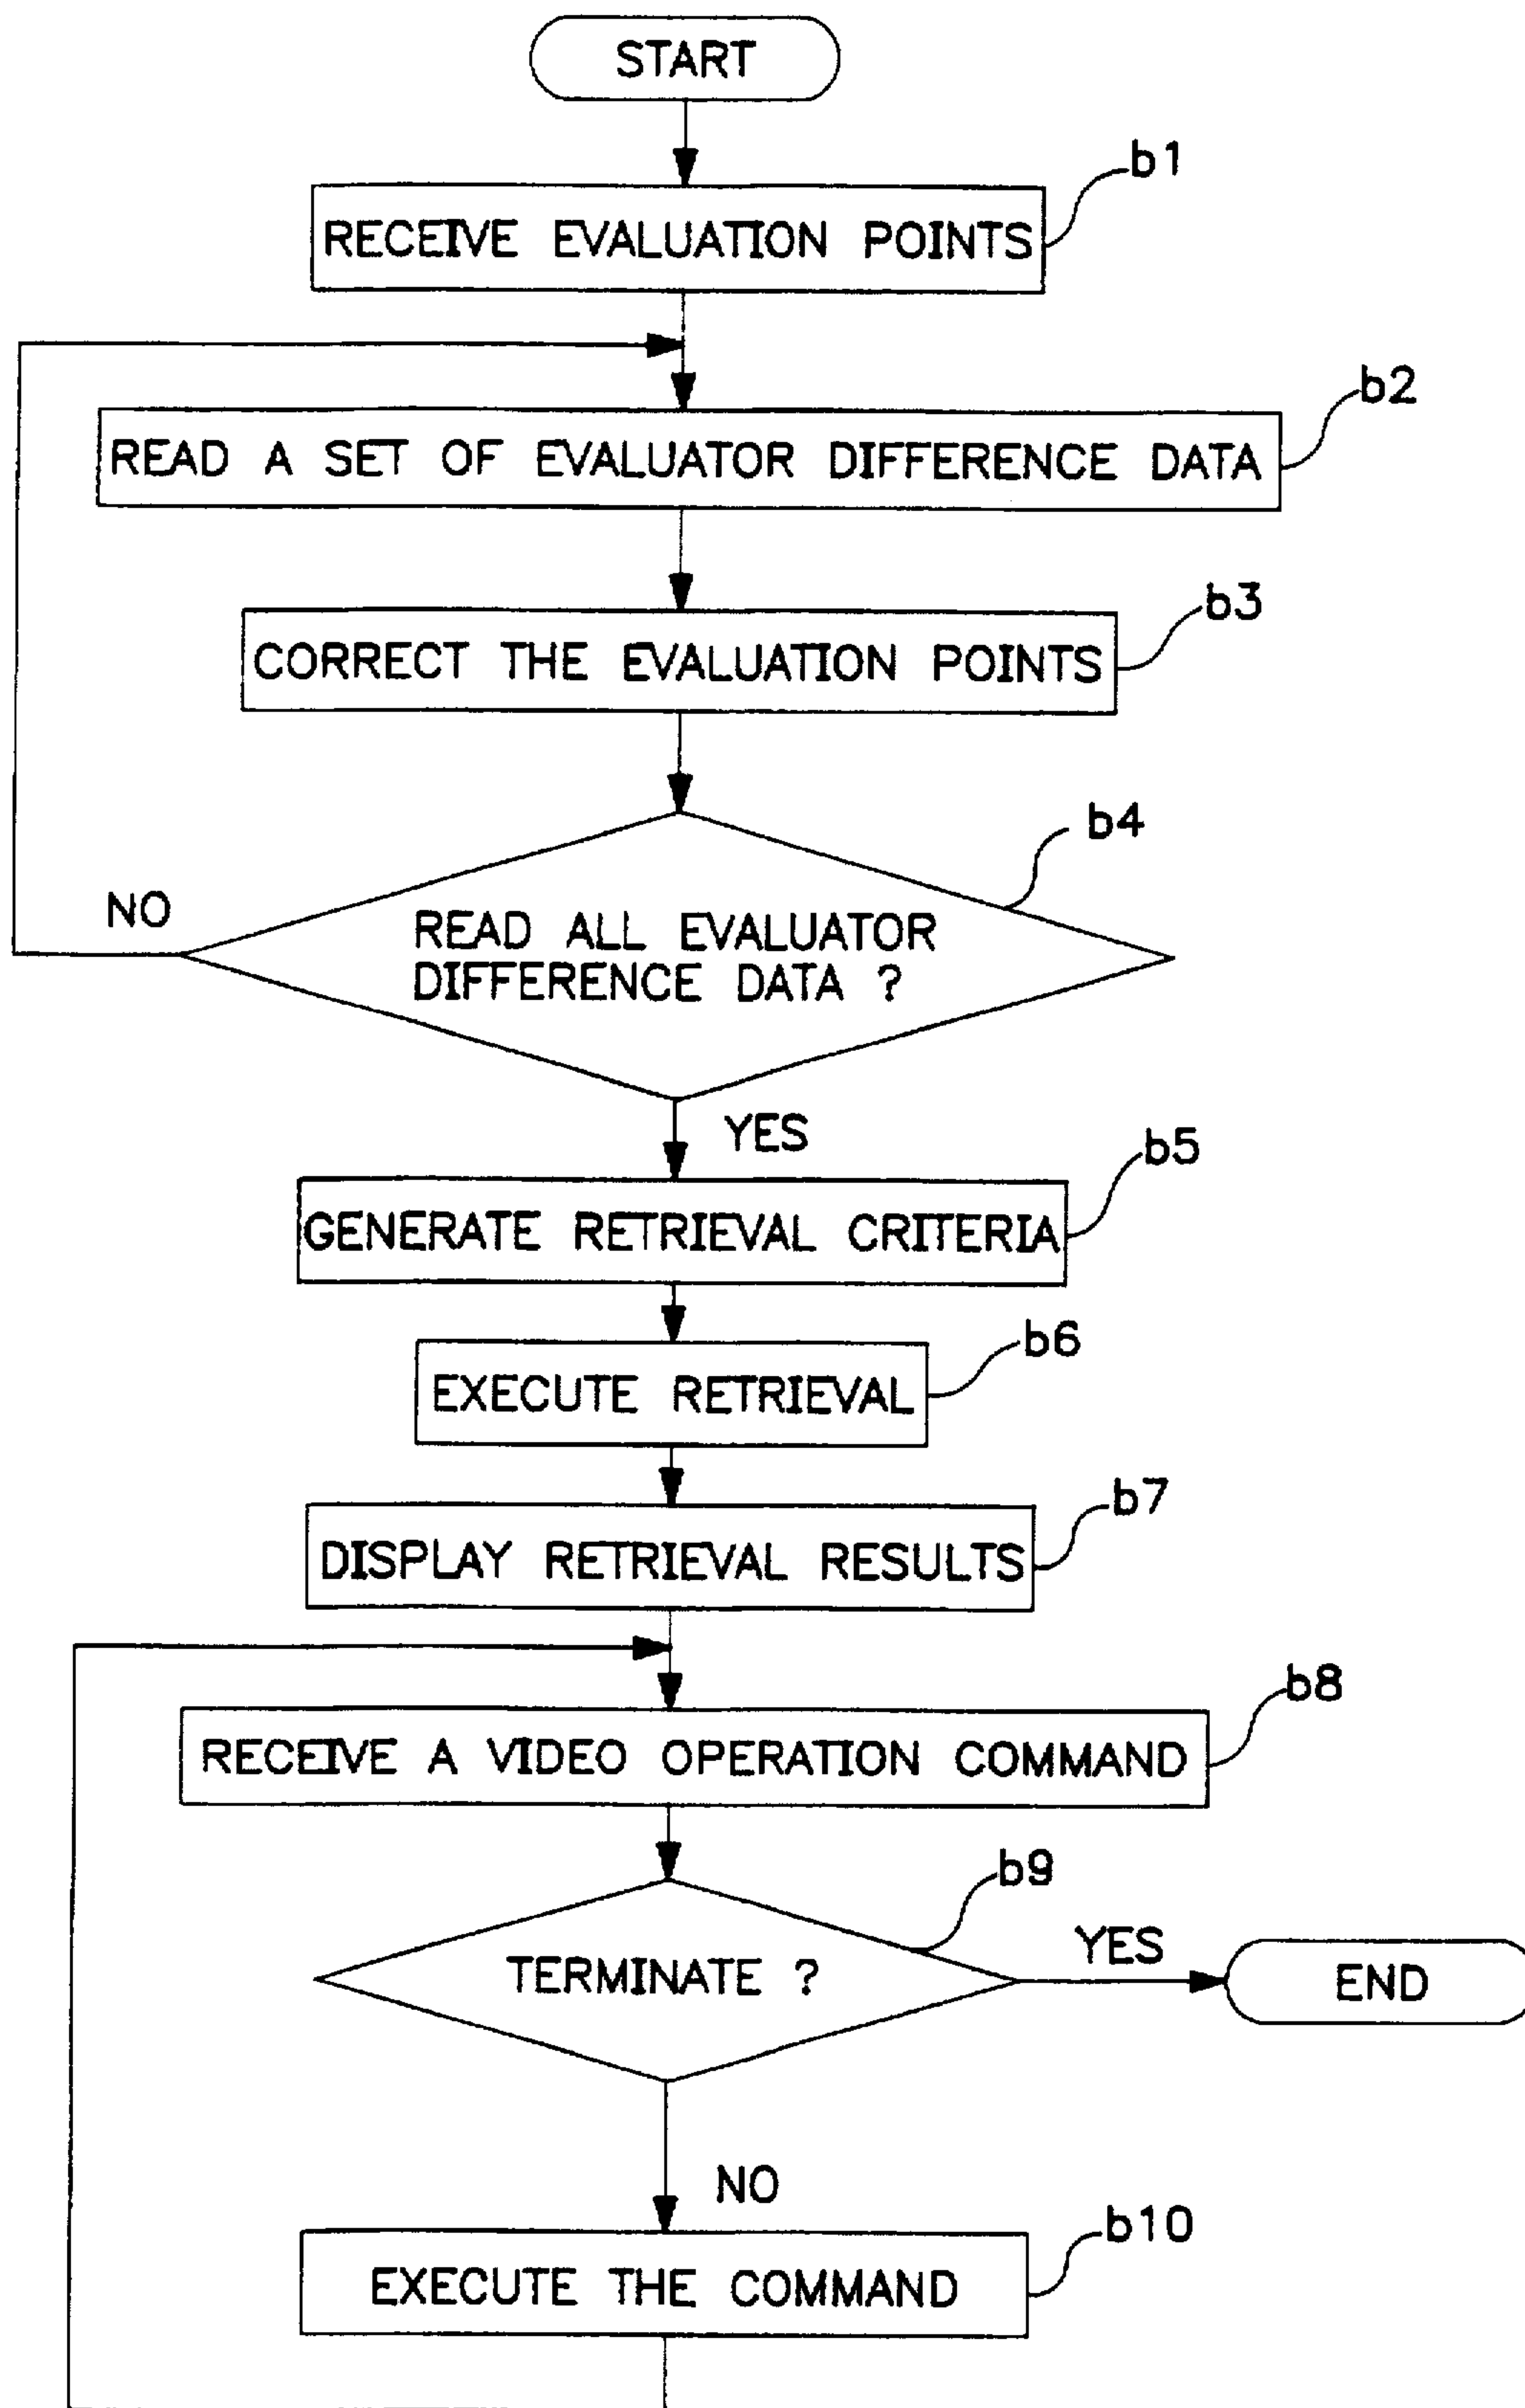 START
b1
RECEIVE EVALUATION POINTS
b2
READ A SET OF EVALUATOR DIFFERENCE DATA
b3
CORRECT THE EVALUATION POINTS
b4
NO
READ ALL EVALUATOR
DIFFERENCE DATA ?
YES
b5
GENERATE RETRIEVAL CRITERIA
b6
EXECUTE RETRIEVAL
b7
DISPLAY RETRIEVAL RESULTS
b8
RECEIVE A VIDEO OPERATION COMMAND
b9
TERMINATE ?
YES
END
NO
b10
EXECUTE THE COMMAND